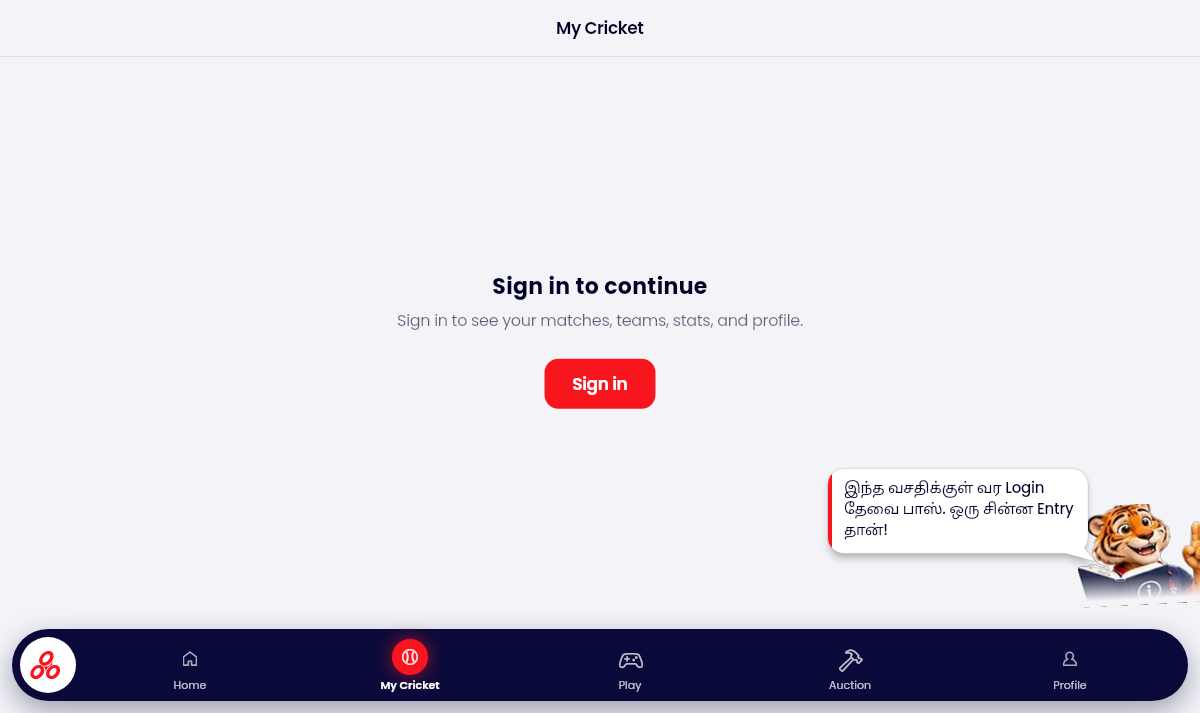 My Cricket
Sign in to continue
Sign in to see your matches, teams, stats, and profile.
Sign in
இந்த வசதிக்குள் வர Login
தேவை பாஸ். ஒரு சின்ன Entry
தான்!
Home
My Cricket
Play
Auction
Profile